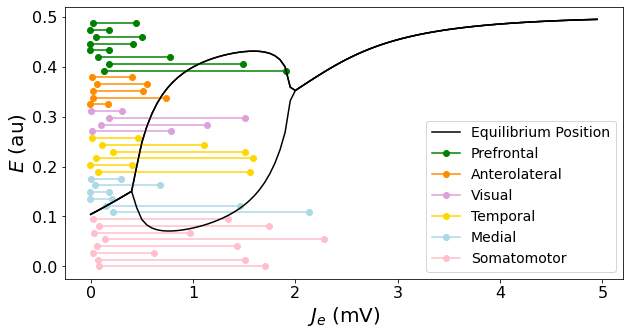 0.5
0.4
0.3
0.2
0.1
0.0
E (au)
Equilibrium Position
Prefrontal
Anterolateral
Visual
Temporal
Medial
Somatomotor
0 1 2 3 4 5
J_e (mV)